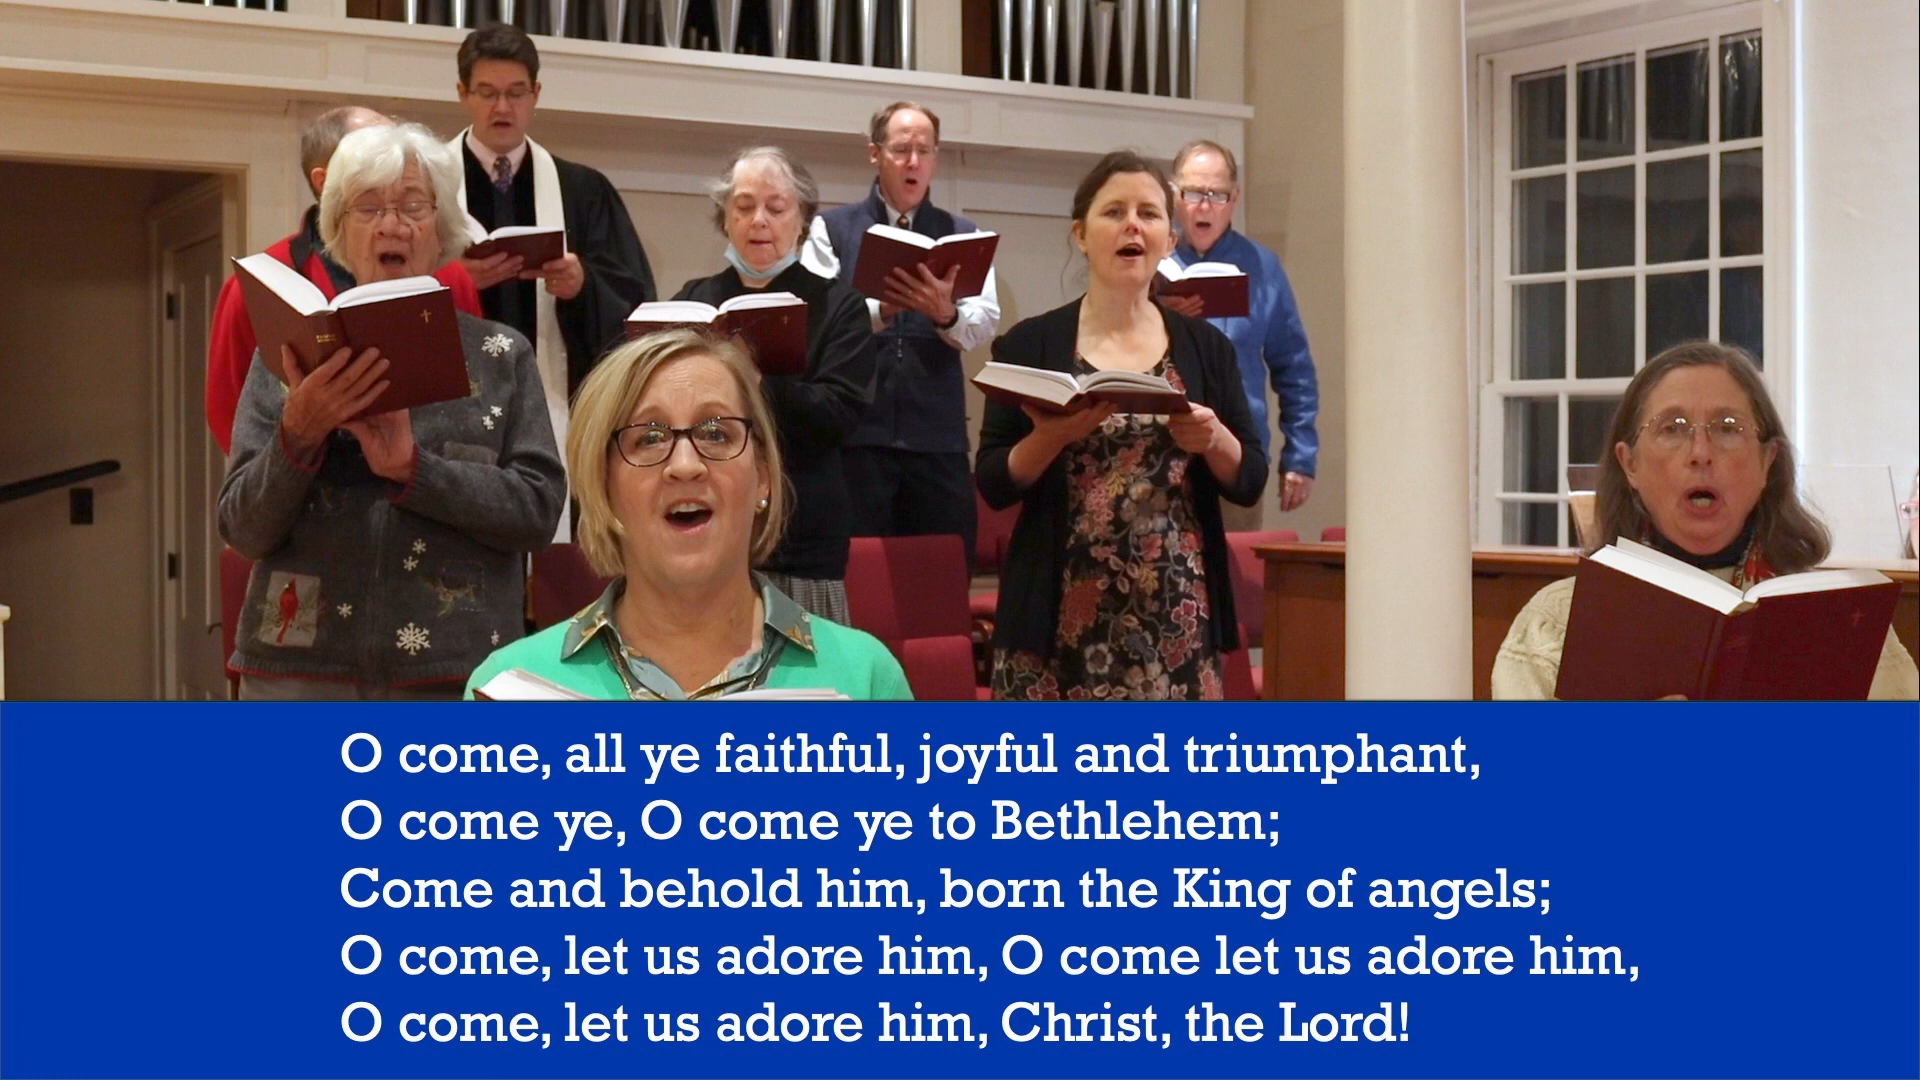 O come, all ye faithful, joyful and triumphant,
O come ye, O come ye to Bethlehem;
Come and behold him, born the King of angels;
O come, let us adore him, O come let us adore him,
O come, let us adore him, Christ, the Lord!